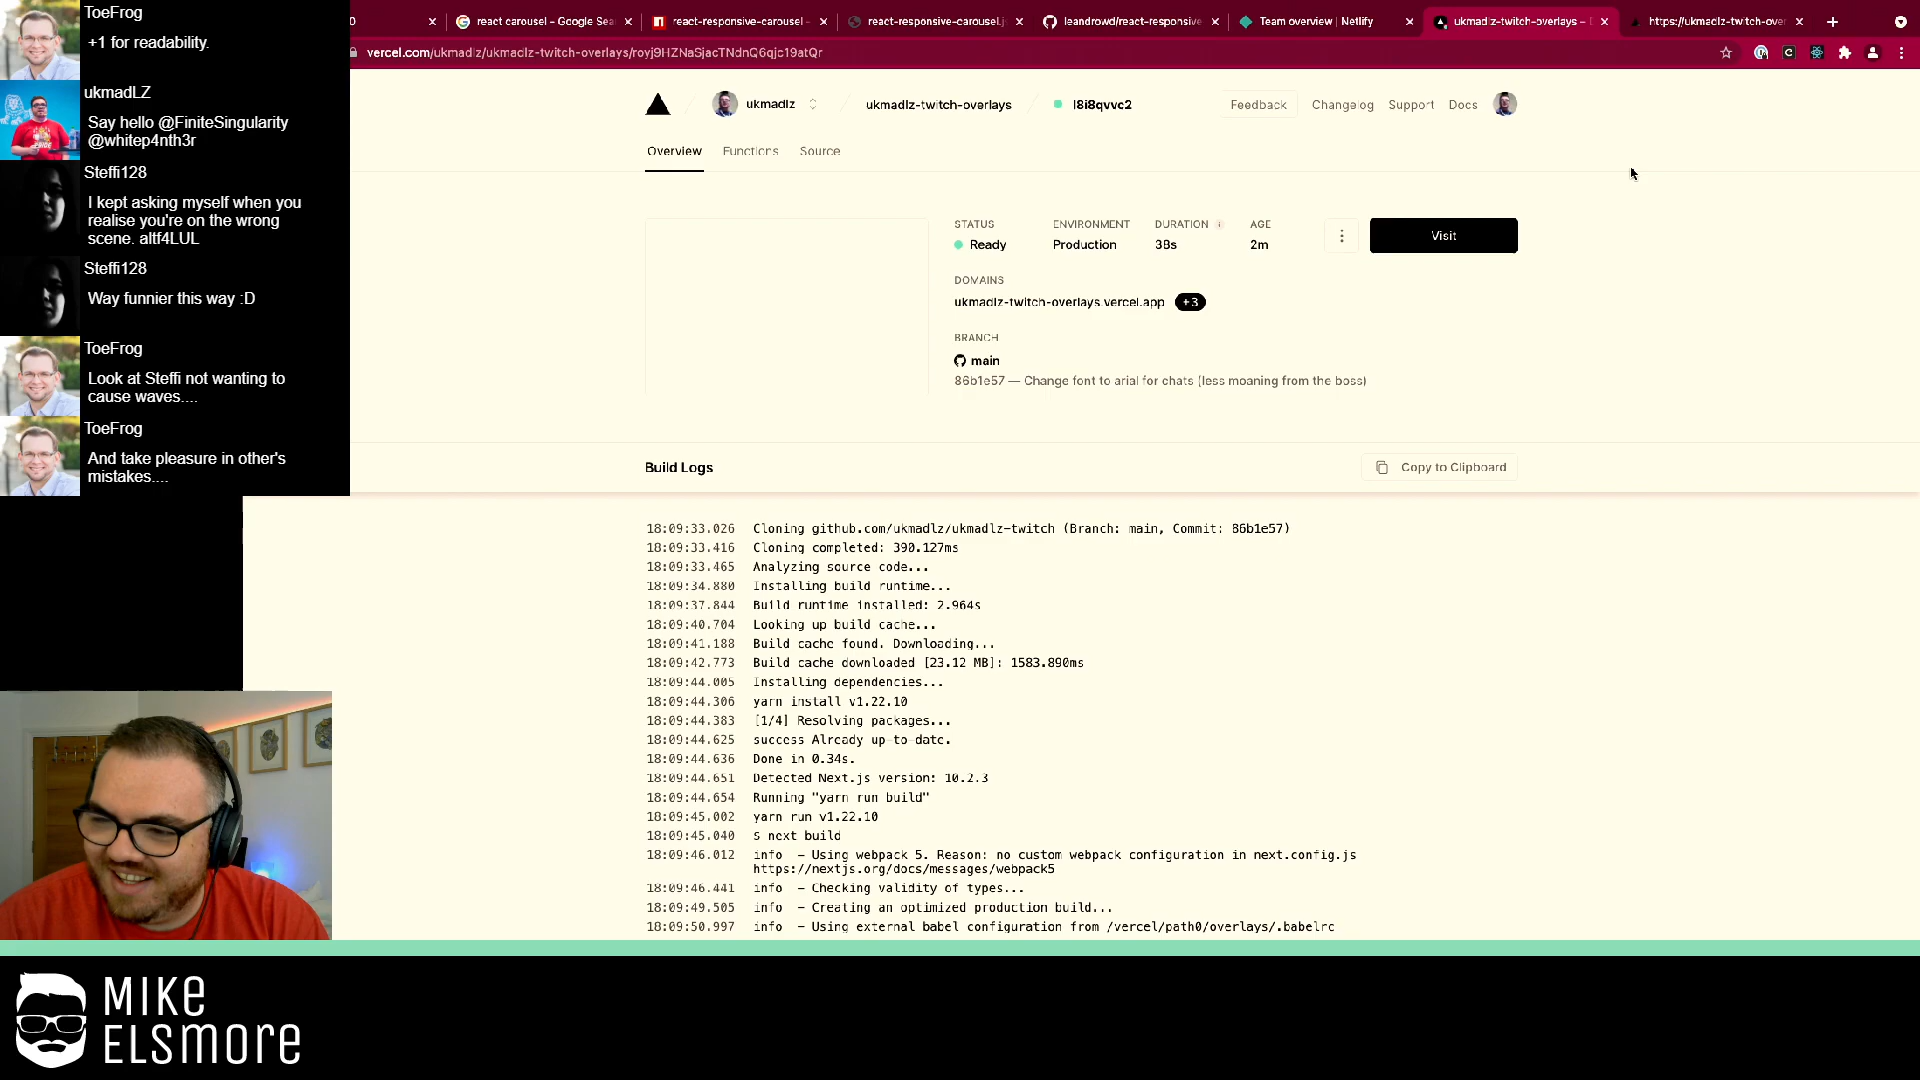 ToeFrog
+1 for readability.
ukmadLZ
Say hello @FiniteSingularity
@whitep4nth3r
Steffi128
I kept asking myself when you
realise you're on the wrong
scene. altf4LUL
Steffi128
Way funnier this way :D
ToeFrog
Look at Steffi not wanting to
cause waves....
ToeFrog
And take pleasure in other's
mistakes....
react carousel – Google Sea
react-responsive-carousel -
react-responsive-carousel.j
leandrowd/react-responsive
Team overview | Netlify
ukmadlz-twitch-overlays –
https://ukmadlz-twitch-over
vercel.com/ukmadlz/ukmadlz-twitch-overlays/royj9HZNaSjacTNdnQ6qjc19atQr
ukmadlz
ukmadlz-twitch-overlays
l8i8qvvc2
Feedback
Changelog
Support
Docs
Overview
Functions
Source
STATUS
Ready
ENVIRONMENT
Production
DURATION
38s
AGE
2m
Visit
DOMAINS
ukmadlz-twitch-overlays.vercel.app +3
BRANCH
main
86b1e57 — Change font to arial for chats (less moaning from the boss)
Build Logs
Copy to Clipboard
18:09:33.026 Cloning github.com/ukmadlz/ukmadlz-twitch (Branch: main, Commit: 86b1e57)
18:09:33.416 Cloning completed: 390.127ms
18:09:33.465 Analyzing source code...
18:09:34.880 Installing build runtime...
18:09:37.844 Build runtime installed: 2.964s
18:09:40.704 Looking up build cache...
18:09:41.188 Build cache found. Downloading...
18:09:42.773 Build cache downloaded [23.12 MB]: 1583.890ms
18:09:44.005 Installing dependencies...
18:09:44.306 yarn install v1.22.10
18:09:44.383 [1/4] Resolving packages...
18:09:44.625 success Already up-to-date.
18:09:44.636 Done in 0.34s.
18:09:44.651 Detected Next.js version: 10.2.3
18:09:44.654 Running "yarn run build"
18:09:45.002 yarn run v1.22.10
18:09:45.040 $ next build
18:09:46.012 info – Using webpack 5. Reason: no custom webpack configuration in next.config.js
https://nextjs.org/docs/messages/webpack5
18:09:46.441 info – Checking validity of types...
18:09:49.505 info – Creating an optimized production build...
18:09:50.997 info – Using external babel configuration from /vercel/path0/overlays/.babelrc
MIKE
ELSMORE